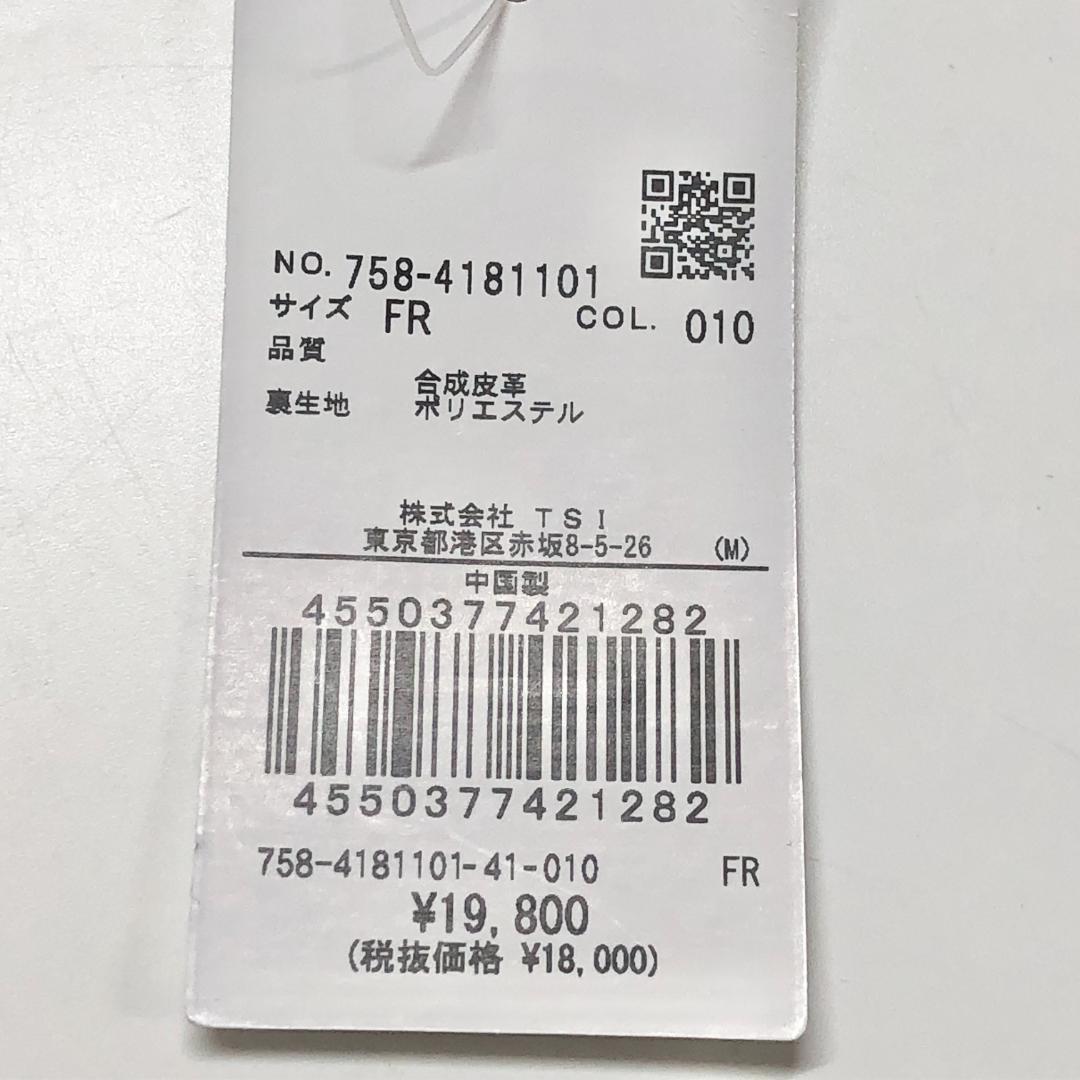 NO. 758-4181101
サイズ FR COL. 010
品質
合成皮革
裏生地 ポリエステル
株式会社 TSI
東京都港区赤坂8-5-26 (M)
中国製
4550377421282
4550377421282
758-4181101-41-010 FR
¥19,800
(税抜価格 ¥18,000)